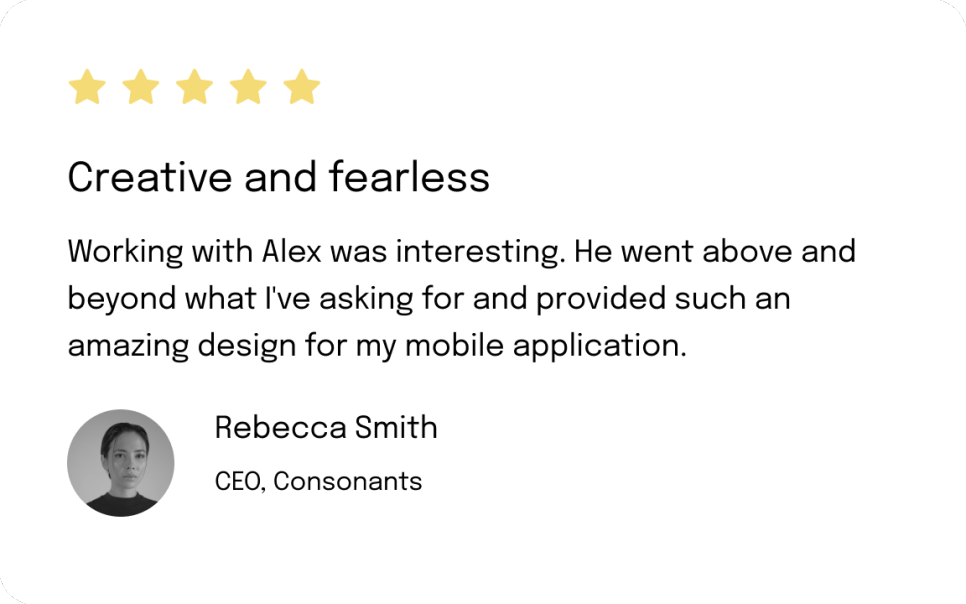 Creative and fearless
Working with Alex was interesting. He went above and
beyond what I've asking for and provided such an
amazing design for my mobile application.
Rebecca Smith
CEO, Consonants